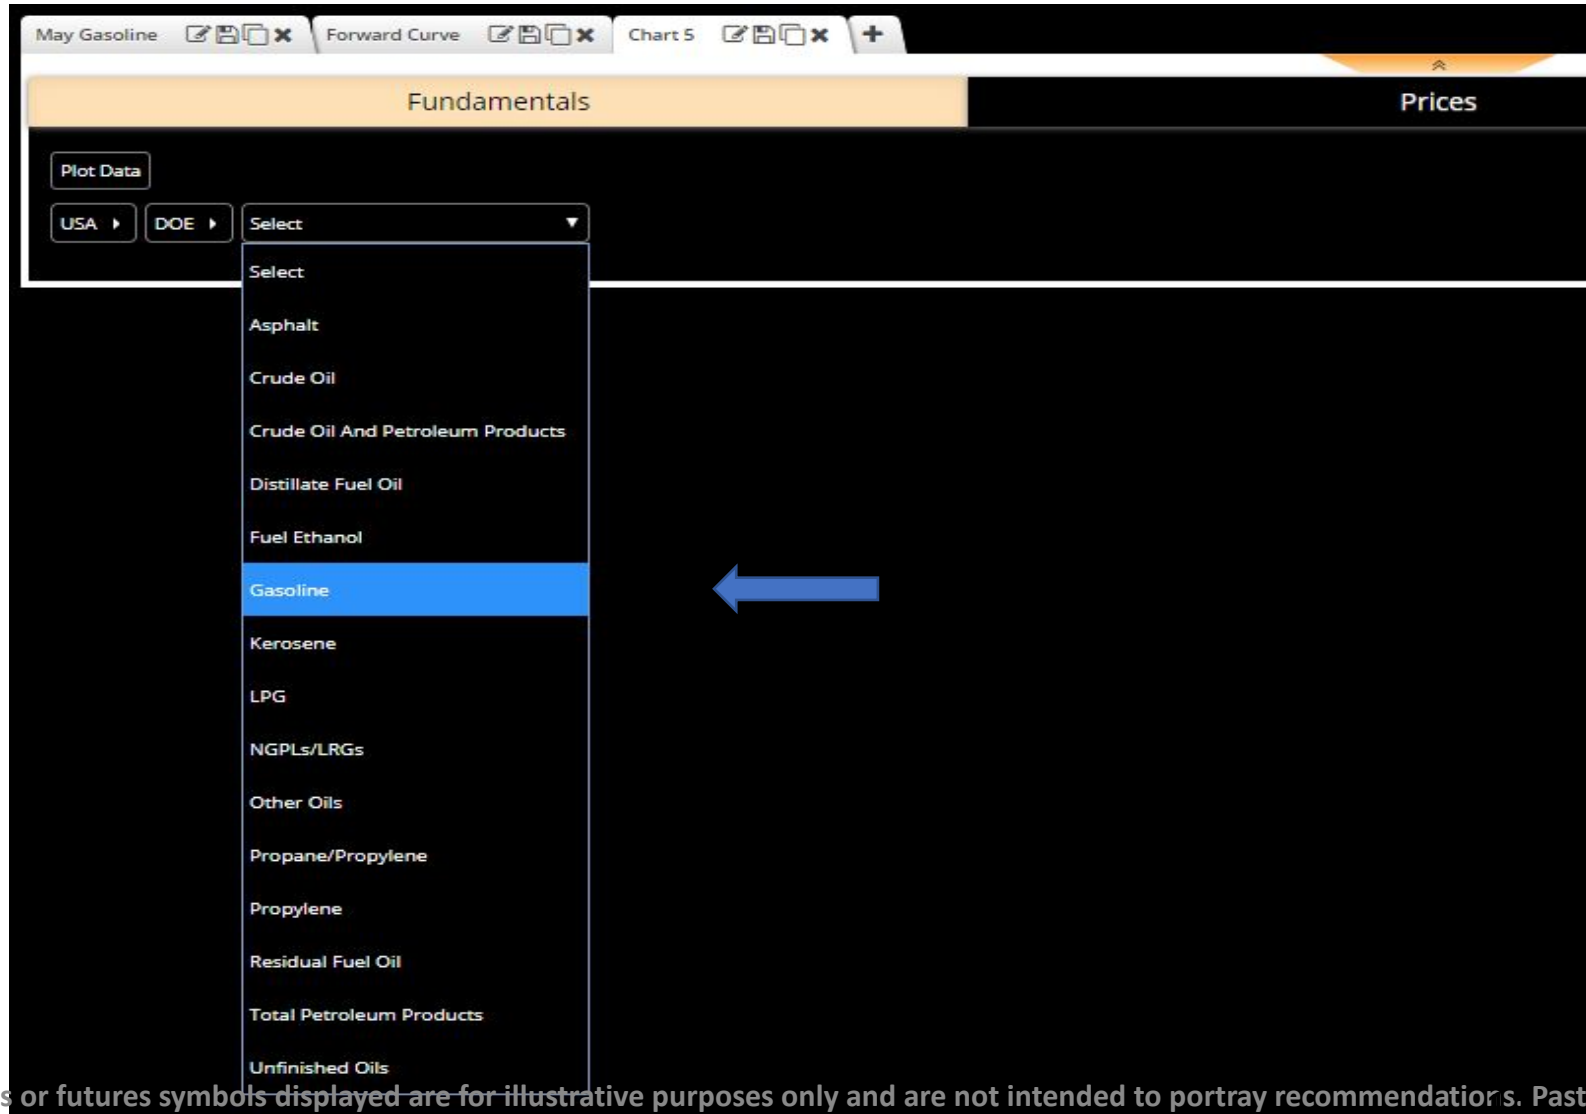 May Gasoline Forward Curve Chart 5
Fundamentals Prices
Plot Data
USA DOE Select
Select
Asphalt
Crude Oil
Crude Oil And Petroleum Products
Distillate Fuel Oil
Fuel Ethanol
Gasoline
Kerosene
LPG
NGPLs/LRGs
Other Oils
Propane/Propylene
Propylene
Residual Fuel Oil
Total Petroleum Products
Unfinished Oils
s or futures symbols displayed are for illustrative purposes only and are not intended to portray recommendations. Past